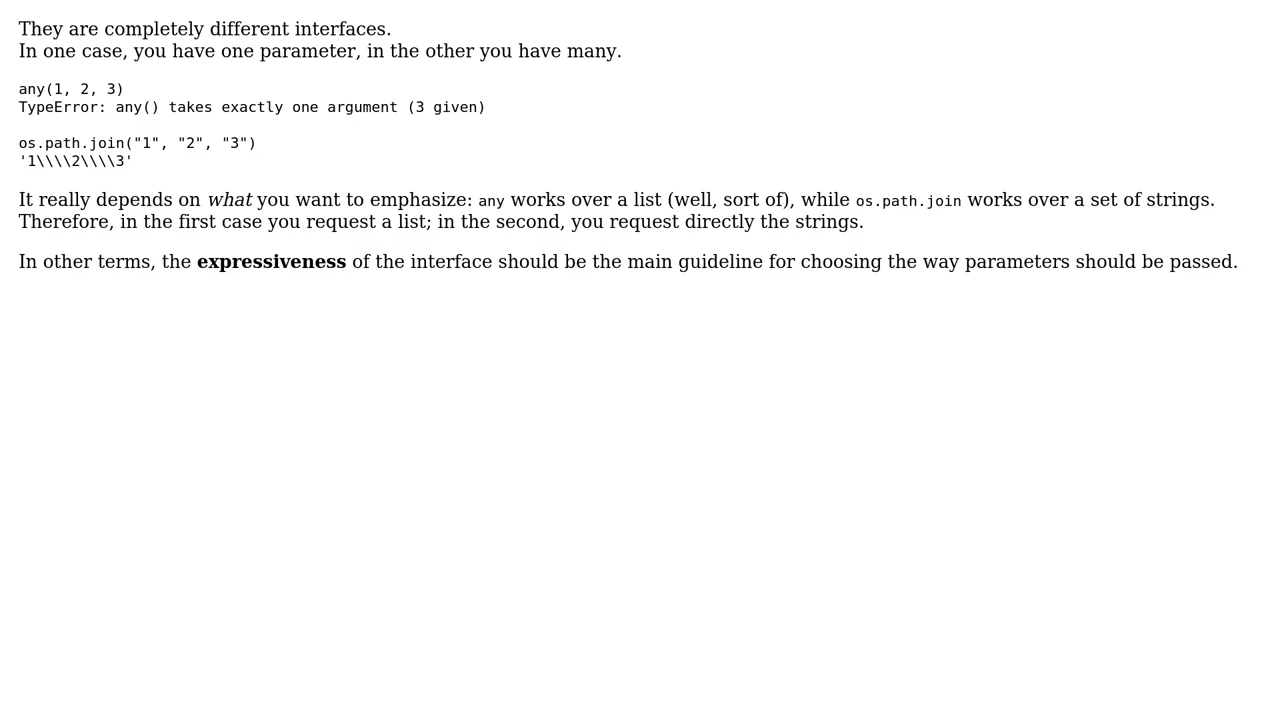 They are completely different interfaces.
In one case, you have one parameter, in the other you have many.
any(1, 2, 3)
TypeError: any() takes exactly one argument (3 given)
os.path.join("1", "2", "3")
'1\\\\2\\\\3'
It really depends on what you want to emphasize: any works over a list (well, sort of), while os.path.join works over a set of strings.
Therefore, in the first case you request a list; in the second, you request directly the strings.
In other terms, the expressiveness of the interface should be the main guideline for choosing the way parameters should be passed.